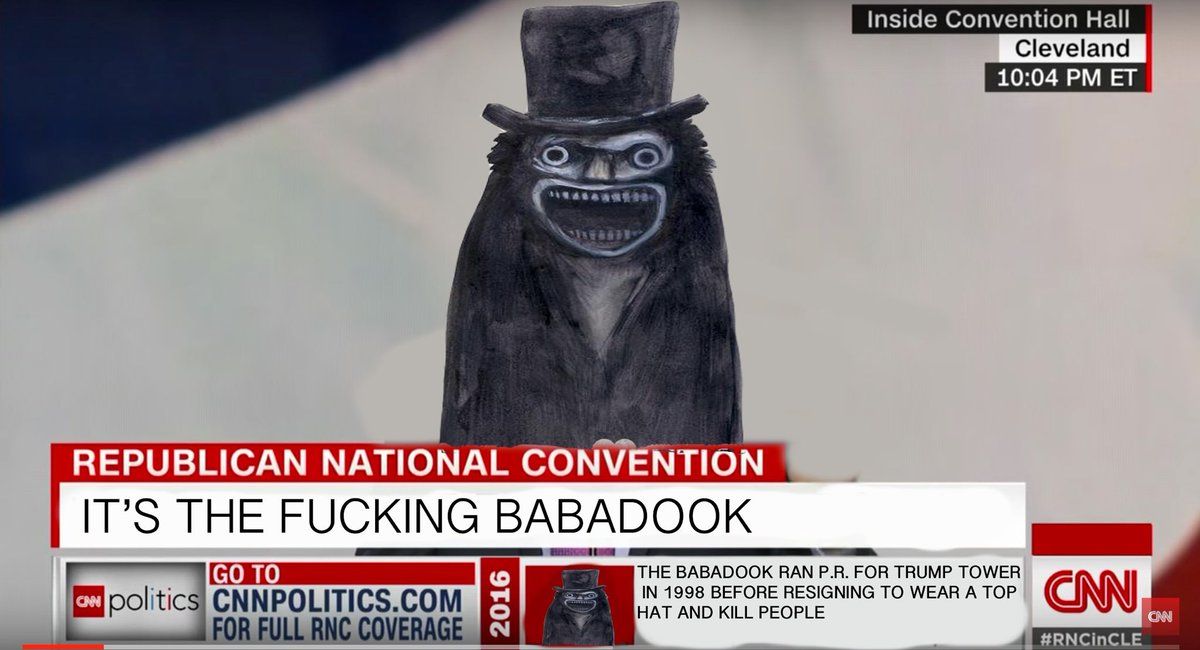 Inside Convention Hall
Cleveland
10:04 PM ET
REPUBLICAN NATIONAL CONVENTION
IT’S THE FUCKING BABADOOK
CNN politics
GO TO
CNNPOLITICS.COM
FOR FULL RNC COVERAGE
2016
THE BABADOOK RAN P.R. FOR TRUMP TOWER
IN 1998 BEFORE RESIGNING TO WEAR A TOP
HAT AND KILL PEOPLE
CNN
CNN
#RNCinCLE